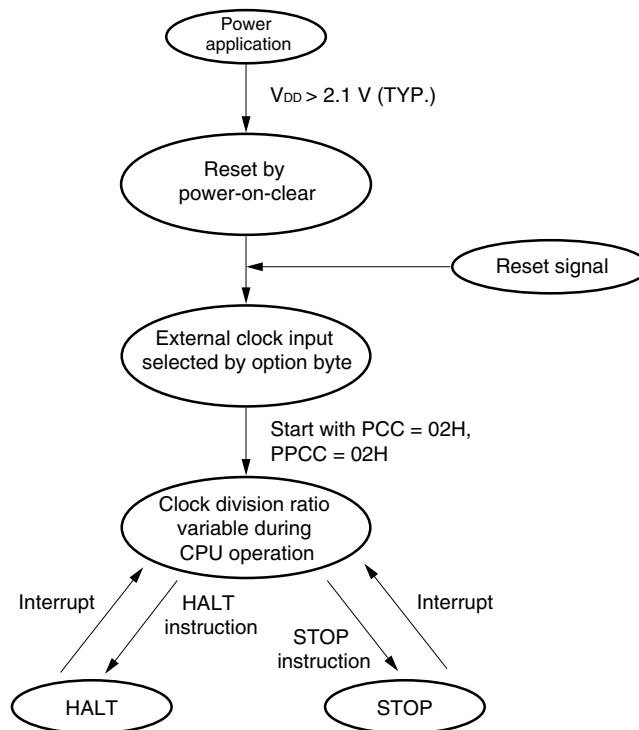 Power
application
VDD > 2.1 V (TYP.)
Reset by
power-on-clear
Reset signal
External clock input
selected by option byte
Start with PCC = 02H,
PPCC = 02H
Clock division ratio
variable during
CPU operation
Interrupt
HALT
instruction
STOP
instruction
Interrupt
HALT
STOP